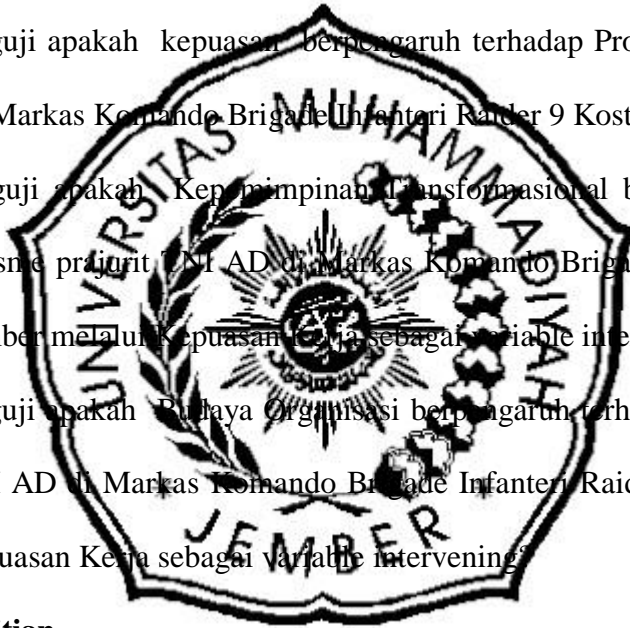 guji apakah kepuasan berpengaruh terhadap Pro
Markas Komando Brigade Infanteri Raider 9 Kost
guji apakah Kepemimpinan Transformasional b
sme prajurit TNI AD di Markas Komando Briga
ber melalui Kepuasan Kerja sebagai variable inte
guji apakah Budaya Organisasi berpengaruh terh
AD di Markas Komando Brigade Infanteri Raid
uasan Kerja sebagai variable intervening?
UNIVERSITAS MUHAMMADIYAH
JEMBER